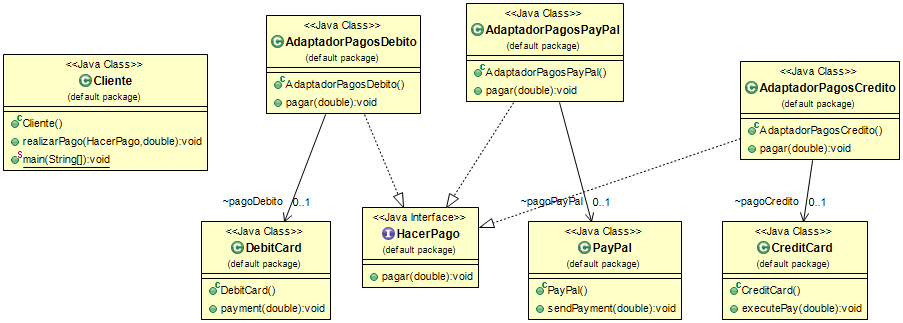 <<Java Class>>
AdaptadorPagosDebito
(default package)
AdaptadorPagosDebito()
pagar(double):void
<<Java Class>>
AdaptadorPagosPayPal
(default package)
AdaptadorPagosPayPal()
pagar(double):void
<<Java Class>>
Cliente
(default package)
Cliente()
realizarPago(HacerPago,double):void
main(String[]):void
<<Java Class>>
AdaptadorPagosCredito
(default package)
AdaptadorPagosCredito()
pagar(double):void
~pagoDebito 0..1
~pagoPayPal 0..1
~pagoCredito 0..1
<<Java Class>>
DebitCard
(default package)
DebitCard()
payment(double):void
<<Java Interface>>
HacerPago
(default package)
pagar(double):void
<<Java Class>>
PayPal
(default package)
PayPal()
sendPayment(double):void
<<Java Class>>
CreditCard
(default package)
CreditCard()
executePay(double):void